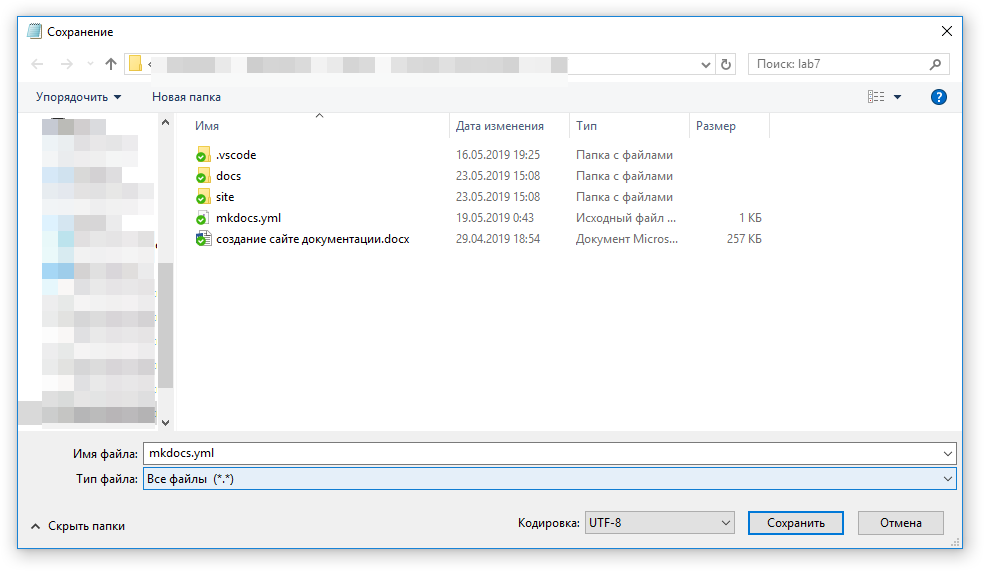 Сохранение
Поиск: lab7
Упорядочить Новая папка ?
Имя Дата изменения Тип Размер
.vscode 16.05.2019 19:25 Папка с файлами
docs 23.05.2019 15:08 Папка с файлами
site 23.05.2019 15:08 Папка с файлами
mkdocs.yml 19.05.2019 0:43 Исходный файл ... 1 КБ
создание сайте документации.docx 29.04.2019 18:54 Документ Micros... 257 КБ
Имя файла: mkdocs.yml
Тип файла: Все файлы (*.*)
Скрыть папки Кодировка: UTF-8 Сохранить Отмена